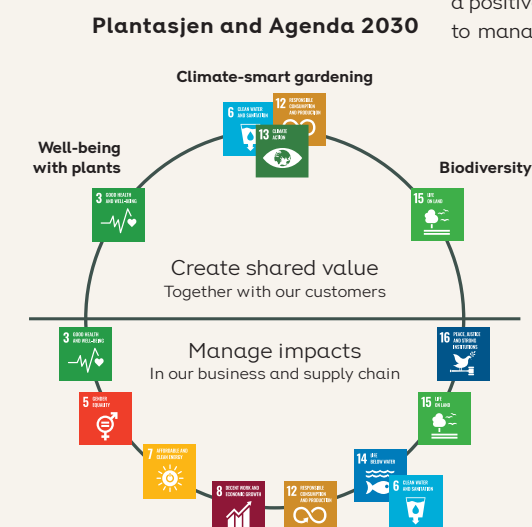 a positiv
to mana
Plantasjen and Agenda 2030
Climate-smart gardening
6 CLEAN WATER
AND SANITATION
12 RESPONSIBLE
CONSUMPTION
AND PRODUCTION
13 CLIMATE
ACTION
Well-being
with plants
3 GOOD HEALTH
AND WELL-BEING
Biodiversity
15 LIFE
ON LAND
Create shared value
Together with our customers
Manage impacts
In our business and supply chain
3 GOOD HEALTH
AND WELL-BEING
16 PEACE, JUSTICE
AND STRONG
INSTITUTIONS
5 GENDER
EQUALITY
15 LIFE
ON LAND
7 AFFORDABLE AND
CLEAN ENERGY
14 LIFE
BELOW WATER
8 DECENT WORK AND
ECONOMIC GROWTH
12 RESPONSIBLE
CONSUMPTION
AND PRODUCTION
6 CLEAN WATER
AND SANITATION